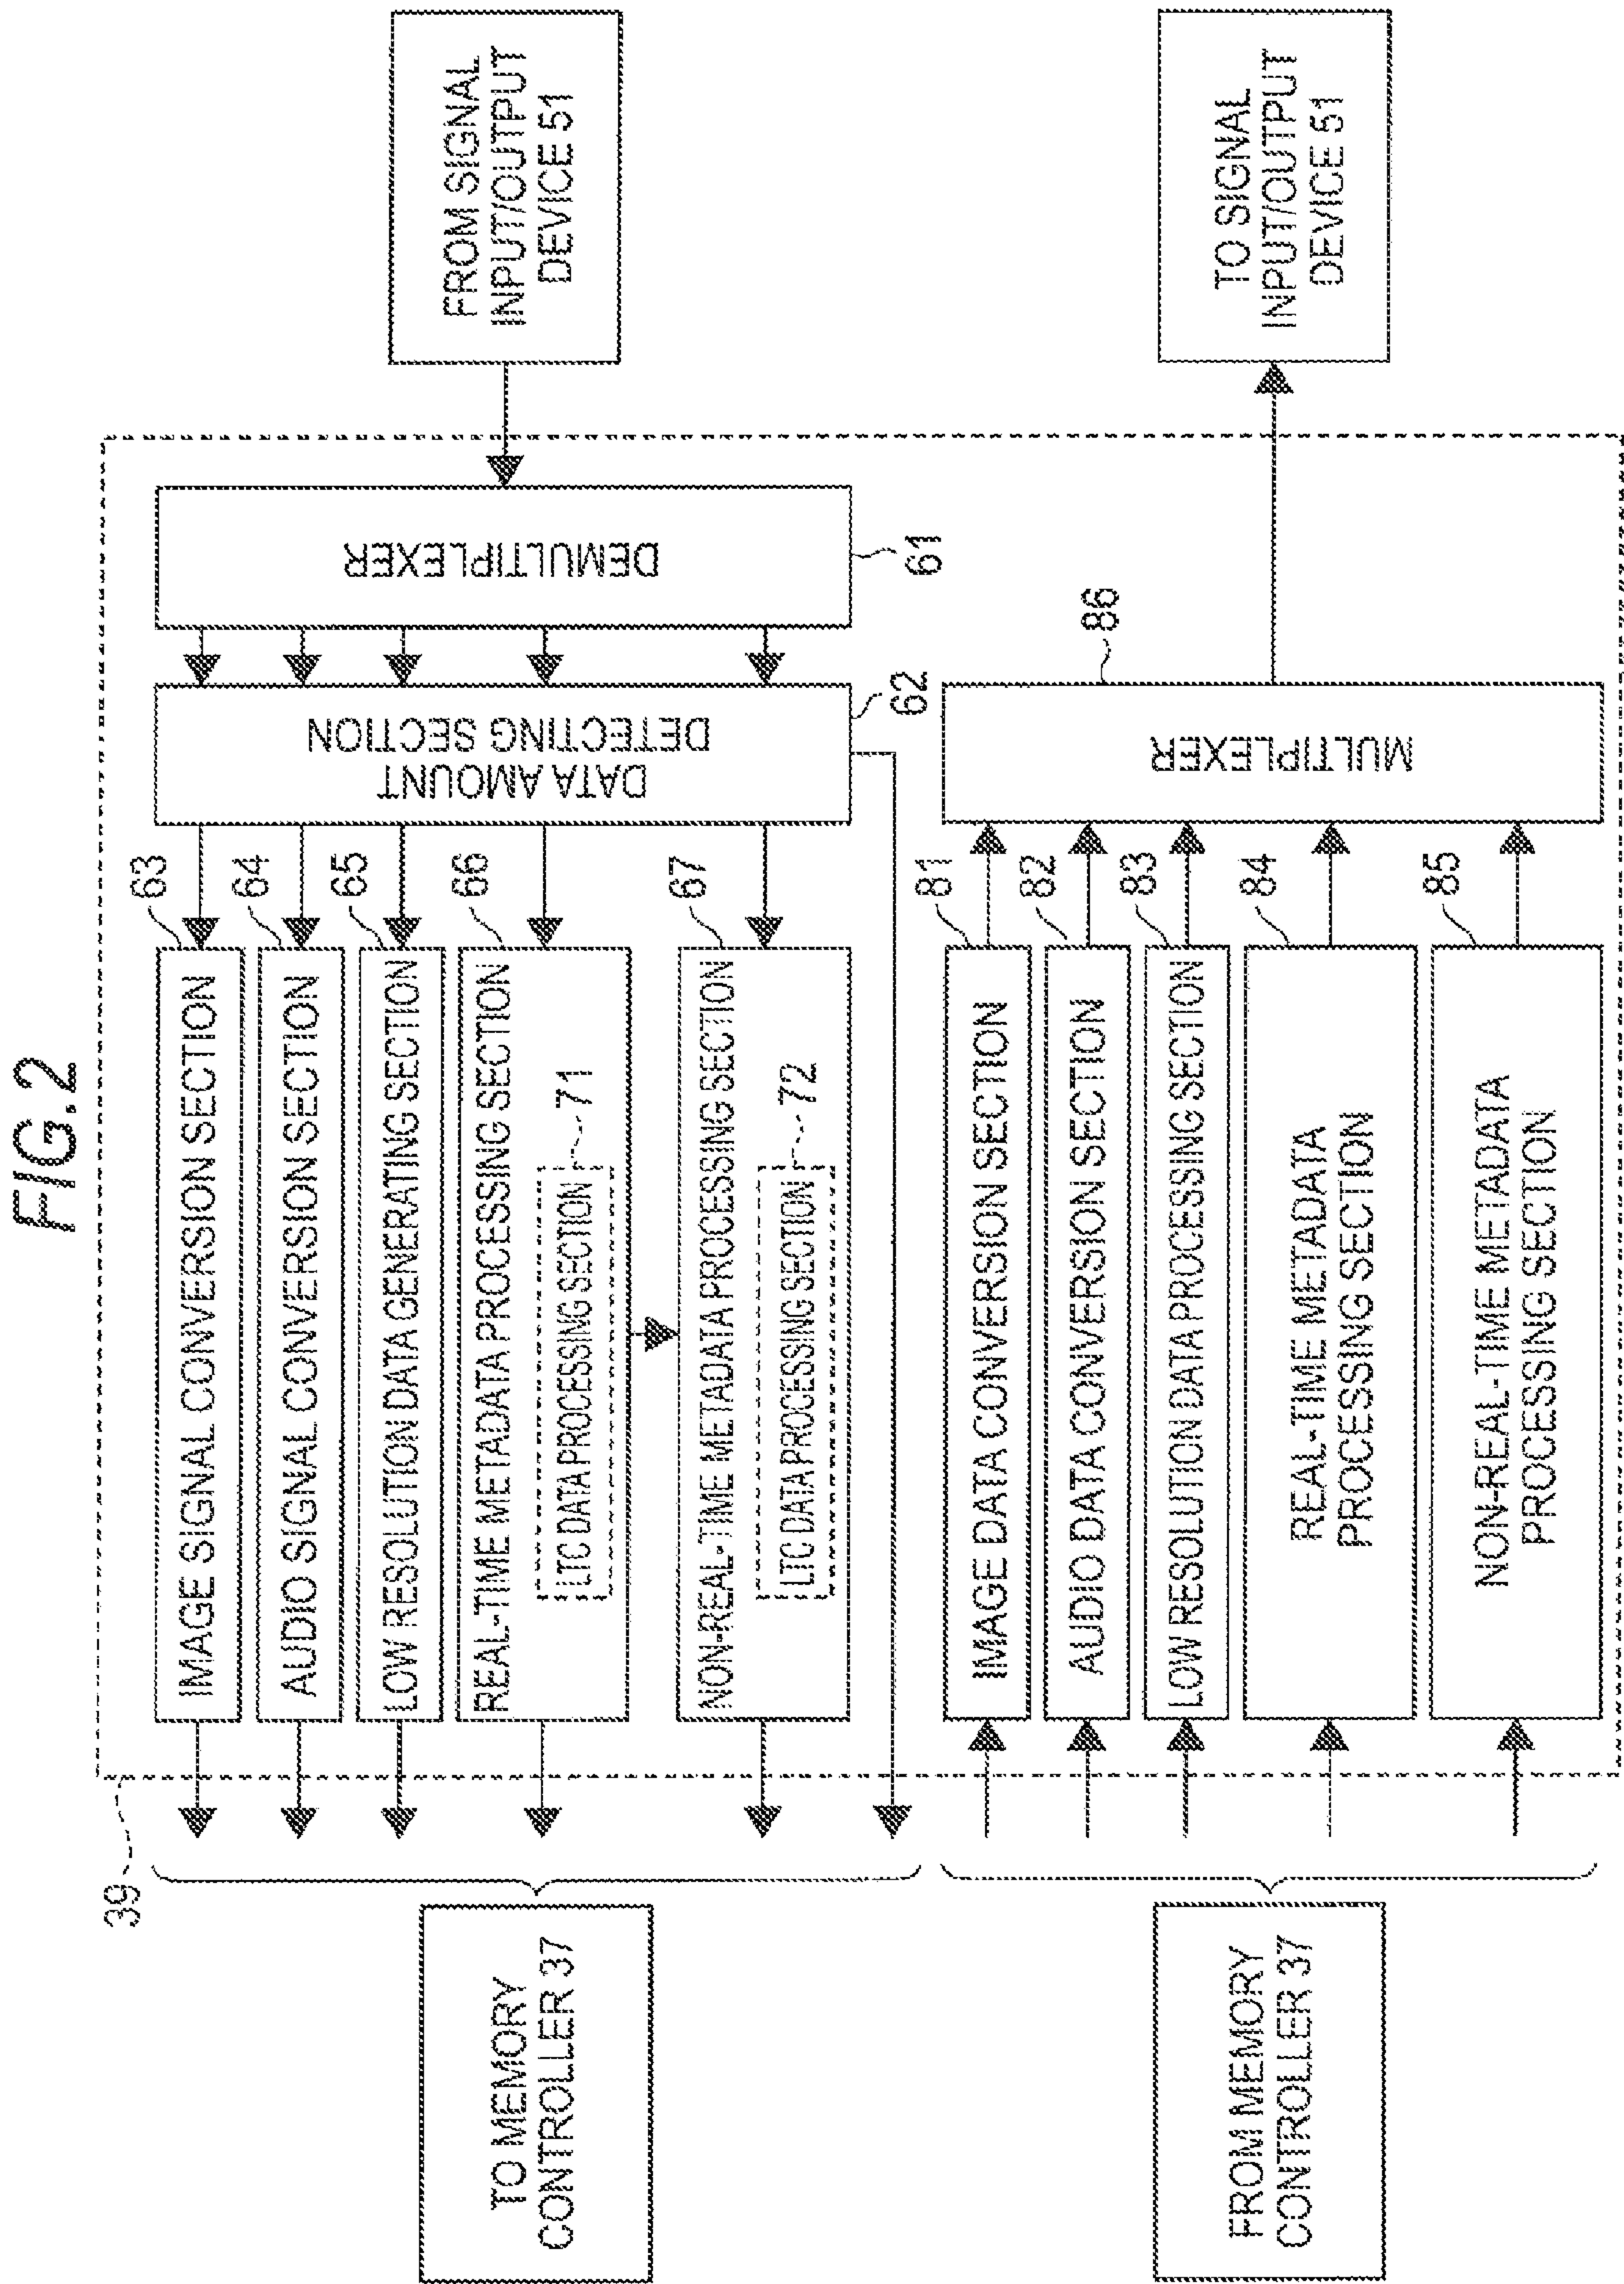 FIG.2
39
TO MEMORY
CONTROLLER 37
IMAGE SIGNAL CONVERSION SECTION
63
AUDIO SIGNAL CONVERSION SECTION
64
LOW RESOLUTION DATA GENERATING SECTION
65
REAL-TIME METADATA PROCESSING SECTION
66
LTC DATA PROCESSING SECTION
71
NON-REAL-TIME METADATA PROCESSING SECTION
67
LTC DATA PROCESSING SECTION
72
DATA AMOUNT
DETECTING SECTION
62
DEMULTIPLEXER
61
FROM SIGNAL
INPUT/OUTPUT
DEVICE 51
FROM MEMORY
CONTROLLER 37
IMAGE DATA CONVERSION SECTION
81
AUDIO DATA CONVERSION SECTION
82
LOW RESOLUTION DATA PROCESSING SECTION
83
REAL-TIME METADATA
PROCESSING SECTION
84
NON-REAL-TIME METADATA
PROCESSING SECTION
85
MULTIPLEXER
86
TO SIGNAL
INPUT/OUTPUT
DEVICE 51